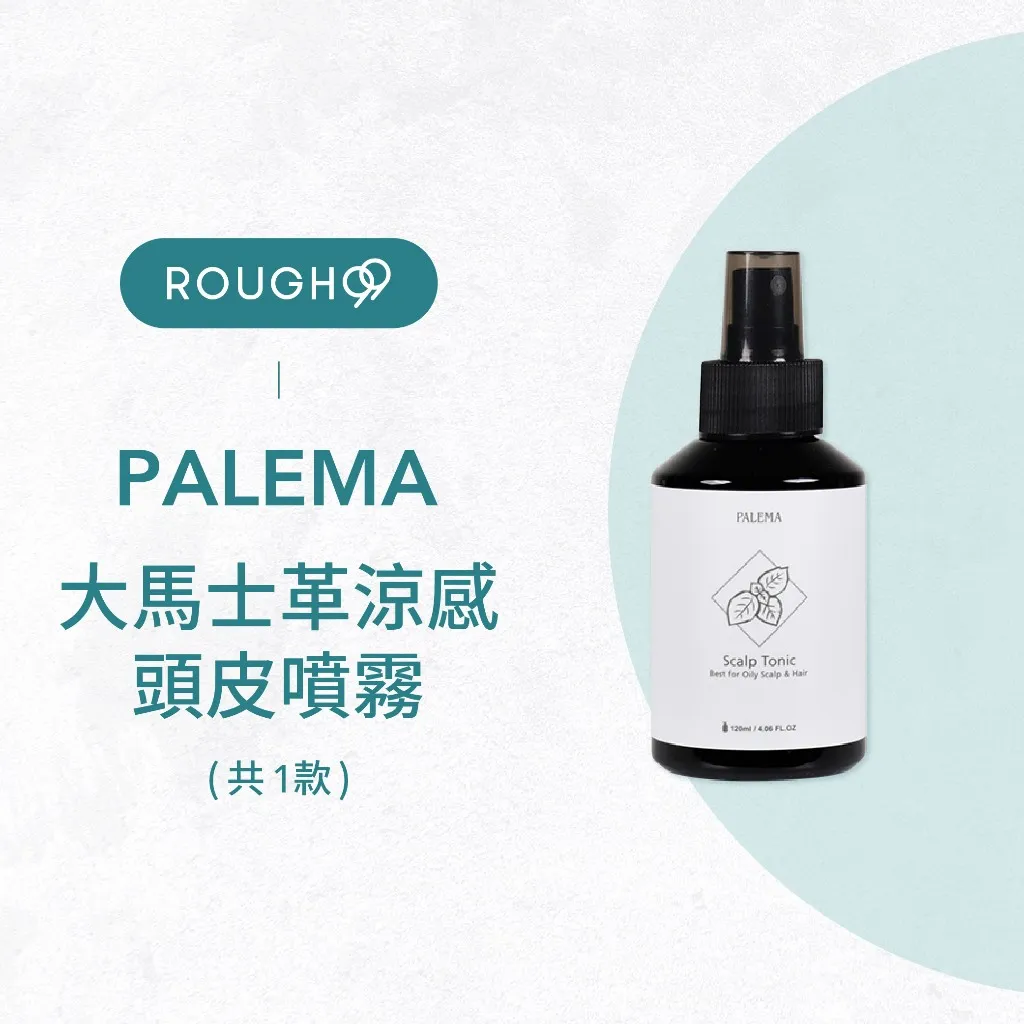 ROUGH99
PALEMA
大馬士革涼感
頭皮噴霧
(共1款)
PALEMA
Scalp Tonic
Best for Oily Scalp & Hair
120ml / 4.06 FL.OZ